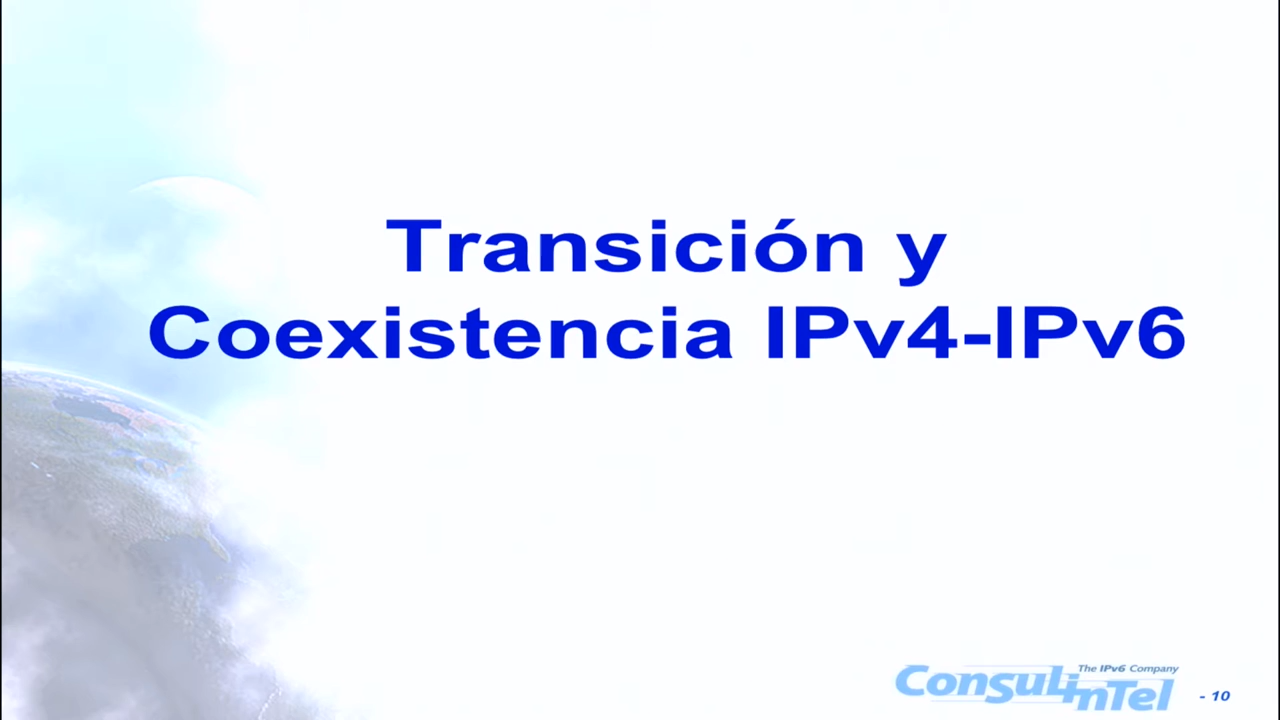 Transición y
Coexistencia IPv4-IPv6
The IPv6 Company
ConsulinTel
- 10